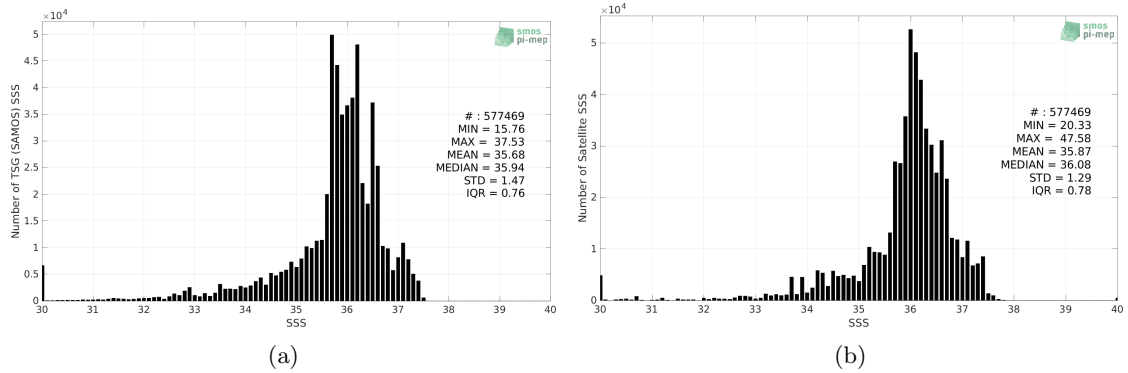 ×10⁴
5
4.5
4
3.5
3
2.5
2
1.5
1
0.5
0
30 31 32 33 34 35 36 37 38 39 40
SSS
Number of TSG (SAMOS) SSS
smos
pi-mep
# : 577469
MIN = 15.76
MAX = 37.53
MEAN = 35.68
MEDIAN = 35.94
STD = 1.47
IQR = 0.76
(a)
×10⁴
5
4
3
2
1
0
30 31 32 33 34 35 36 37 38 39 40
SSS
Number of Satellite SSS
smos
pi-mep
# : 577469
MIN = 20.33
MAX = 47.58
MEAN = 35.87
MEDIAN = 36.08
STD = 1.29
IQR = 0.78
(b)